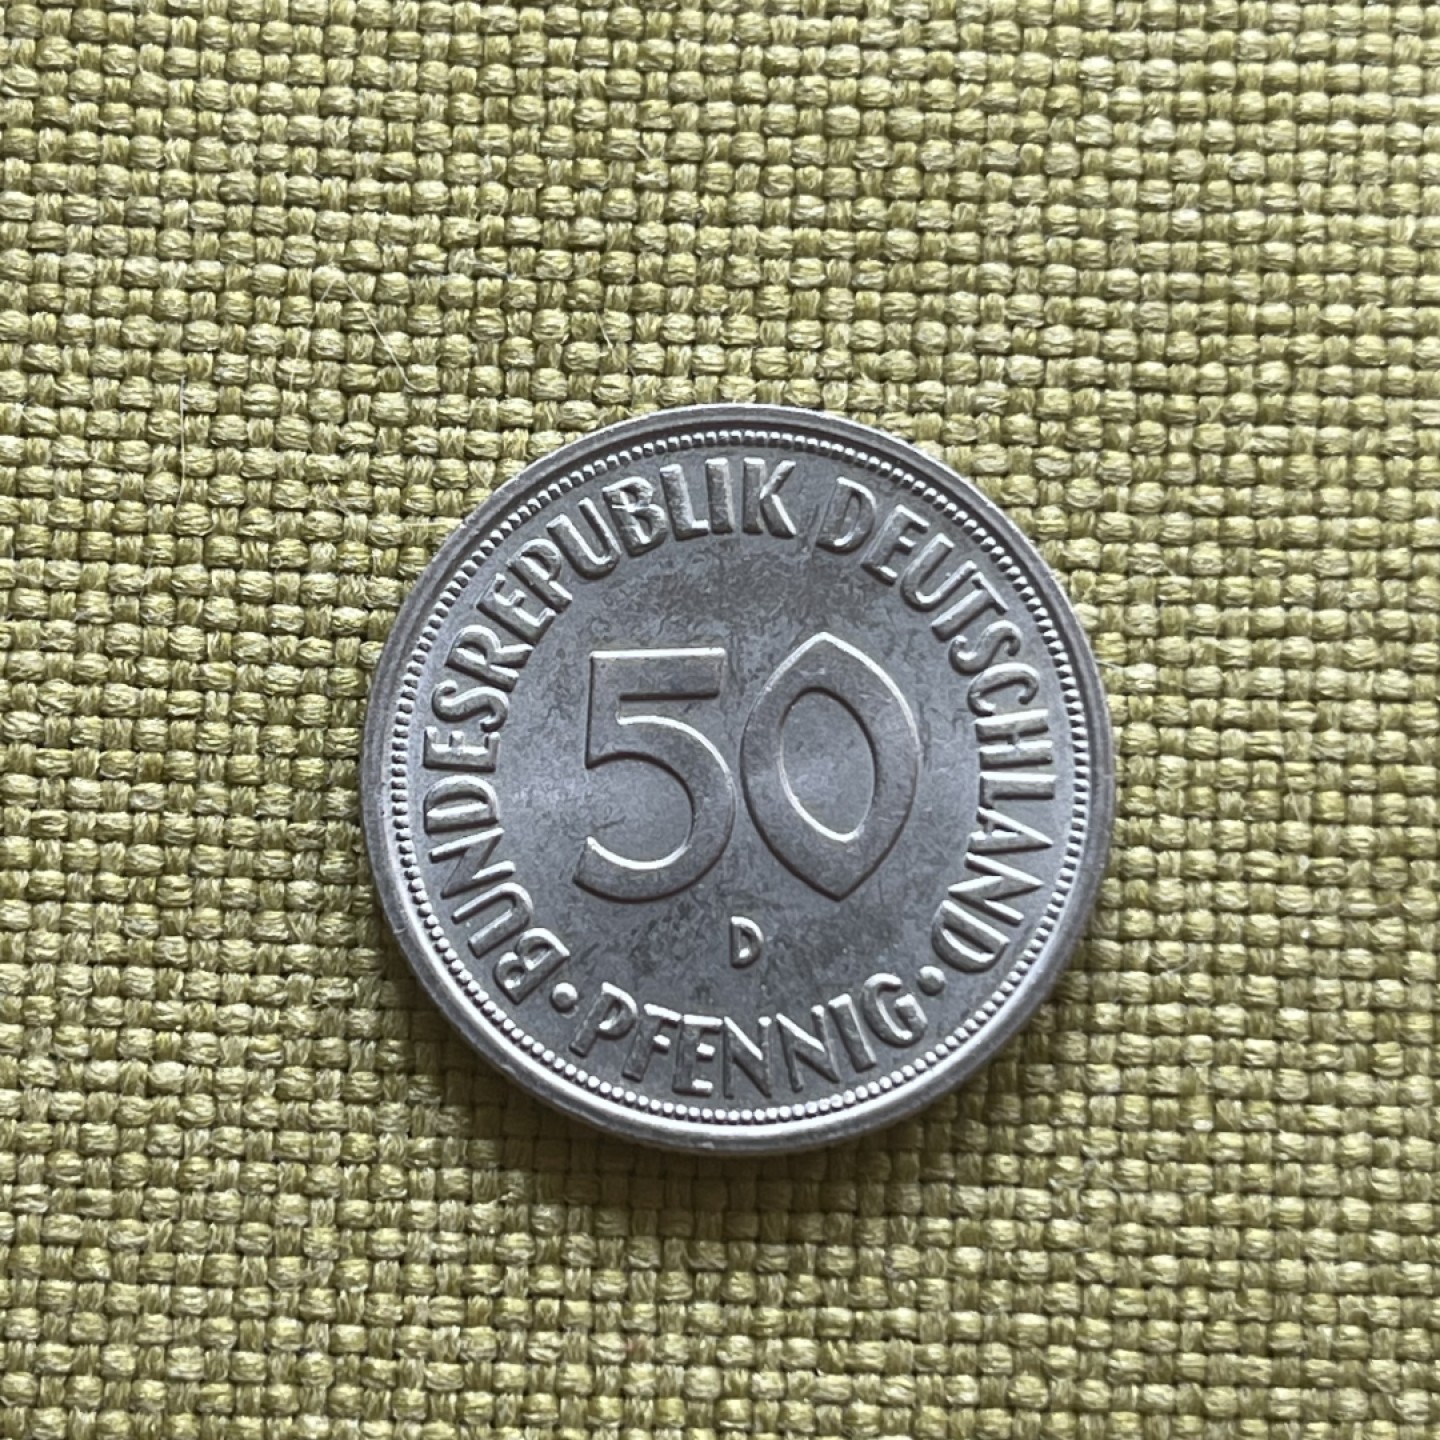 BUNDESREPUBLIK DEUTSCHLAND
50
D
• PFENNIG •